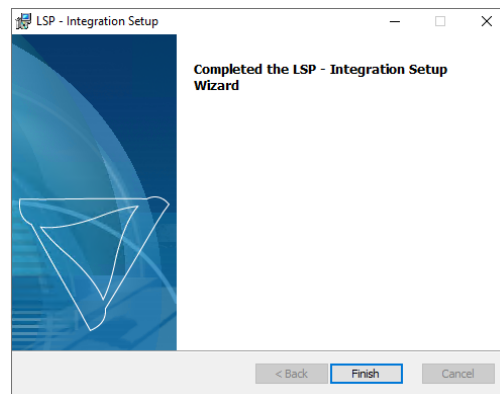 LSP - Integration Setup
Completed the LSP - Integration Setup
Wizard
< Back
Finish
Cancel